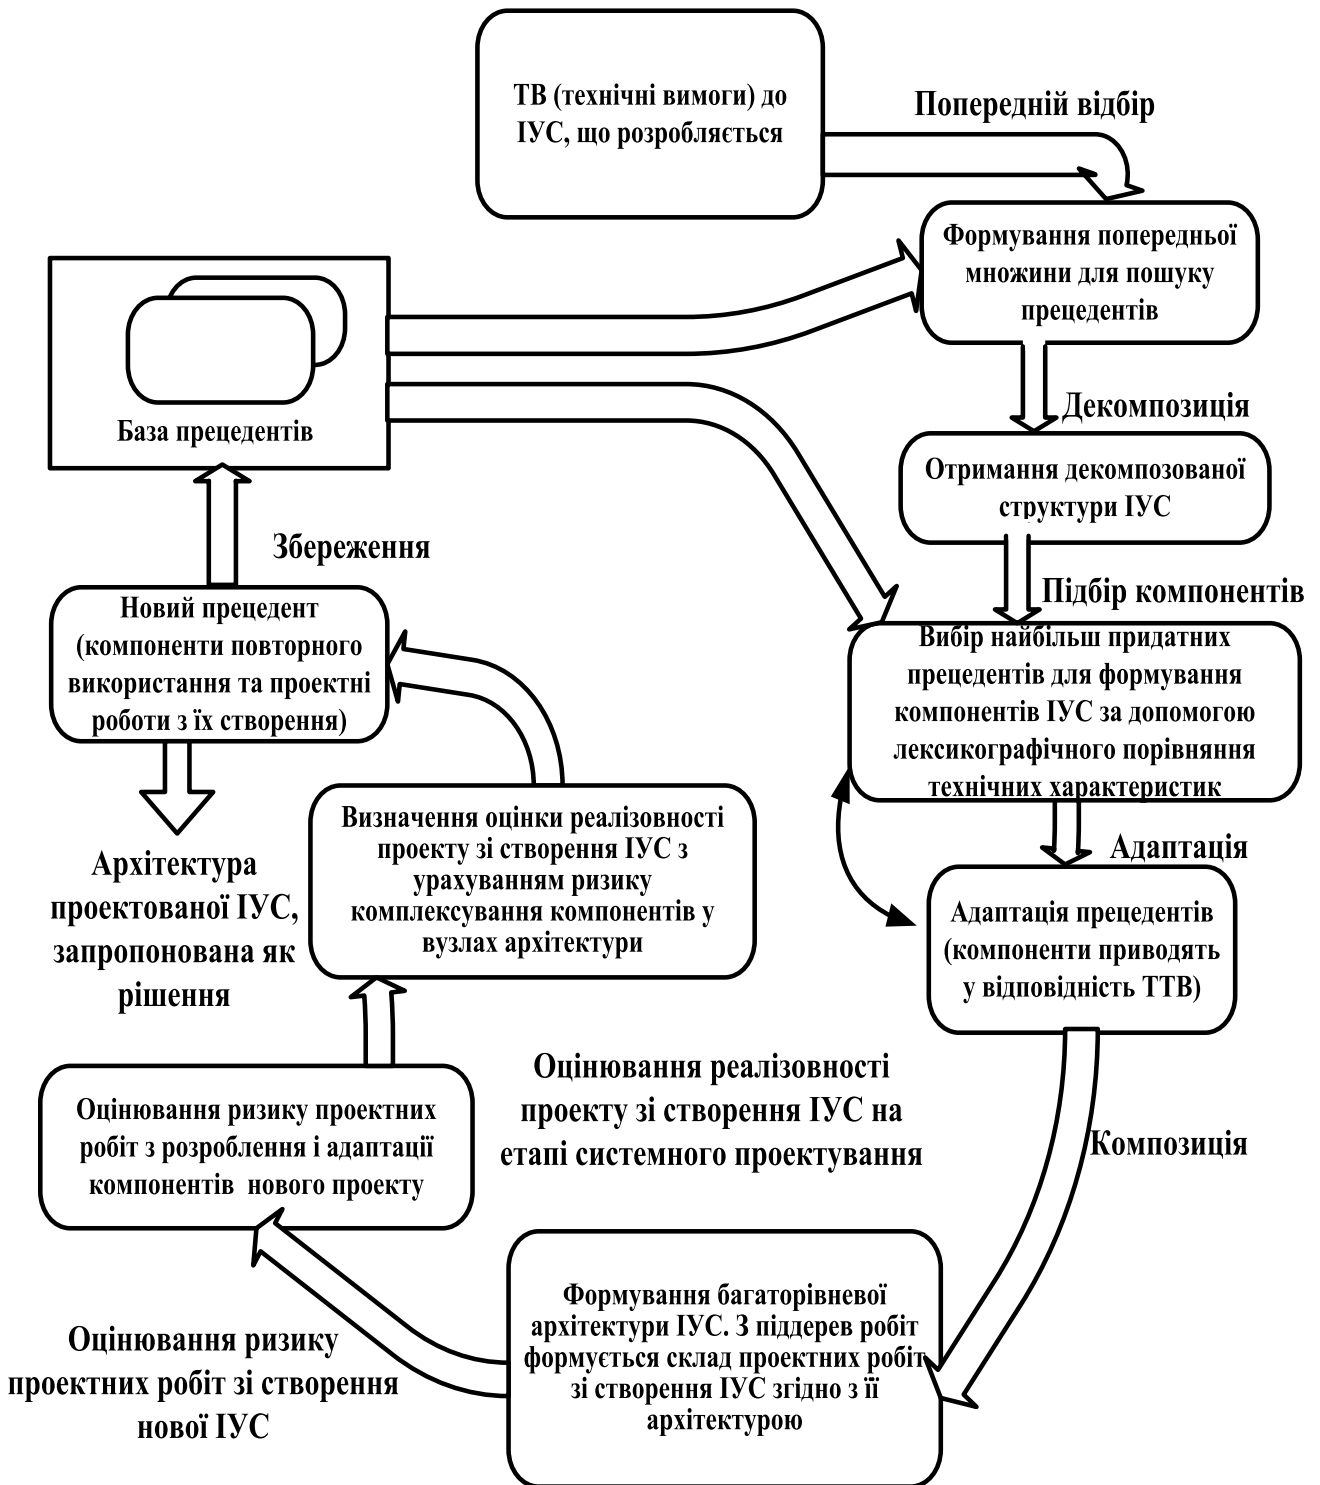 ТВ (технічні вимоги) до
ІУС, що розробляється
Попередній відбір
Формування попередньої
множини для пошуку
прецедентів
База прецедентів
Декомпозиція
Отримання декомпозованої
структури ІУС
Збереження
Підбір компонентів
Новий прецедент
(компоненти повторного
використання та проектні
роботи з їх створення)
Вибір найбільш придатних
прецедентів для формування
компонентів ІУС за допомогою
лексикографічного порівняння
технічних характеристик
Визначення оцінки реалізовності
проекту зі створення ІУС з
урахуванням ризику
комплексування компонентів у
вузлах архітектури
Адаптація
Архітектура
проектованої ІУС,
запропонована як
рішення
Адаптація прецедентів
(компоненти приводять
у відповідність ТТВ)
Оцінювання реалізовності
проекту зі створення ІУС на
етапі системного проектування
Оцінювання ризику проектних
робіт з розроблення і адаптації
компонентів нового проекту
Композиція
Формування багаторівневої
архітектури ІУС. З піддерев робіт
формується склад проектних робіт
зі створення ІУС згідно з її
архітектурою
Оцінювання ризику
проектних робіт зі створення
нової ІУС